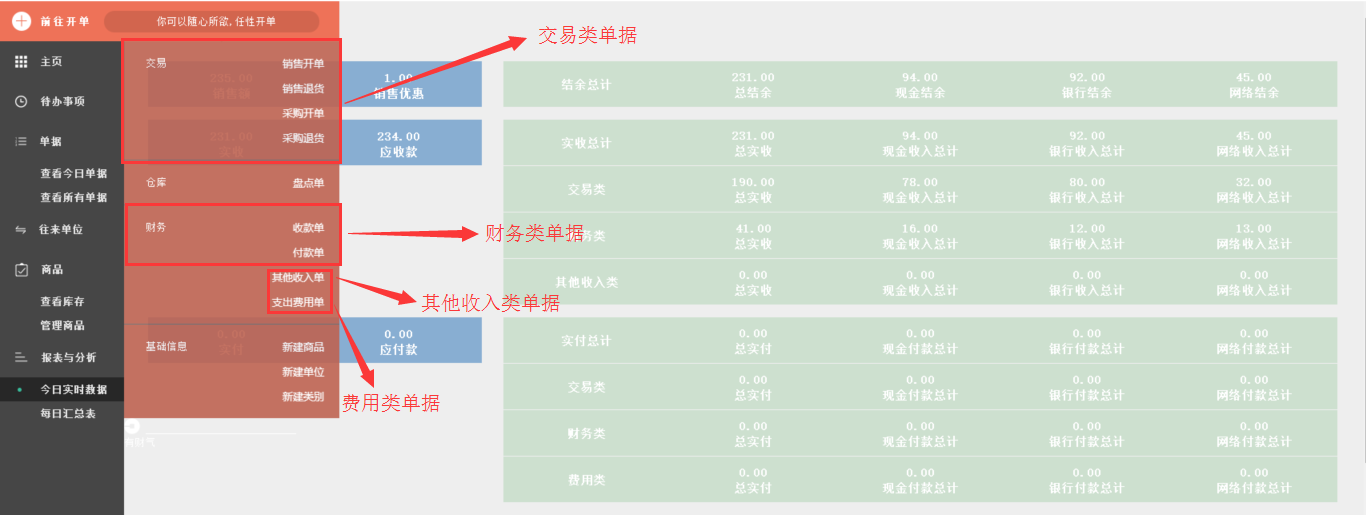 前往开单
你可以随心所欲,任性开单
主页
待办事项
单据
查看今日单据
查看所有单据
往来单位
商品
查看库存
管理商品
报表与分析
今日实时数据
每日汇总表
交易
销售开单
销售退货
采购开单
采购退货
仓库
盘点单
财务
收款单
付款单
其他收入单
支出费用单
基础信息
新建商品
新建单位
新建类别
交易类单据
财务类单据
其他收入类单据
费用类单据
1.00
销售优惠
231.00
实收
234.00
应收款
0.00
实付
0.00
应付款
结余总计
231.00 94.00 92.00 45.00
总结余 现金结余 银行结余 网络结余
实收总计
231.00 94.00 92.00 45.00
总实收 现金收入总计 银行收入总计 网络收入总计
交易类
190.00 78.00 80.00 32.00
总实收 现金收入总计 银行收入总计 网络收入总计
务类
41.00 16.00 12.00 13.00
总实收 现金收入总计 银行收入总计 网络收入总计
其他收入类
0.00 0.00 0.00 0.00
总实收 现金收入总计 银行收入总计 网络收入总计
实付总计
0.00 0.00 0.00 0.00
总实付 现金付款总计 银行付款总计 网络付款总计
交易类
0.00 0.00 0.00 0.00
总实付 现金付款总计 银行付款总计 网络付款总计
财务类
0.00 0.00 0.00 0.00
总实付 现金付款总计 银行付款总计 网络付款总计
费用类
0.00 0.00 0.00 0.00
总实付 现金付款总计 银行付款总计 网络付款总计